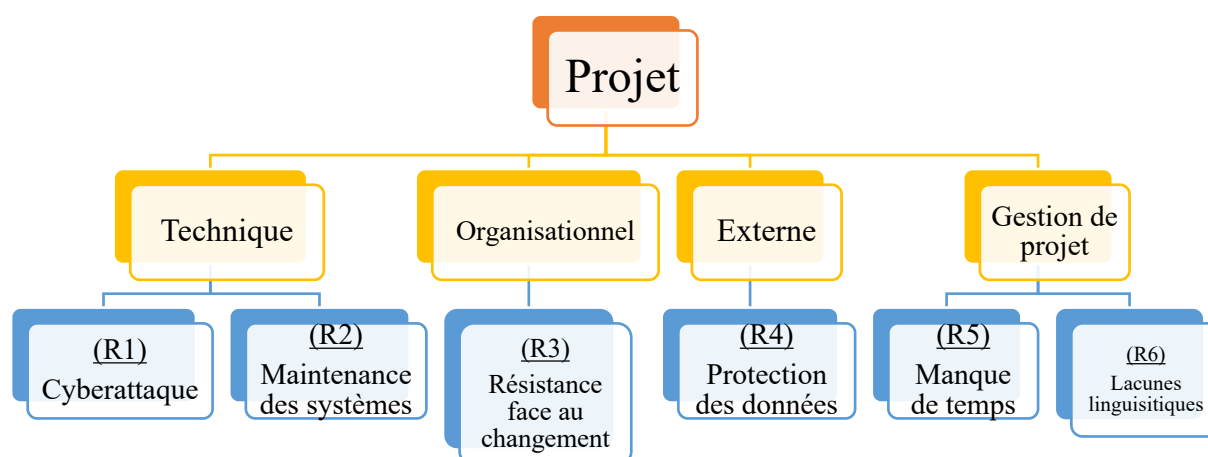 Projet
Technique
Organisationnel
Externe
Gestion de
projet
(R1)
Cyberattaque
(R2)
Maintenance
des systèmes
(R3)
Résistance
face au
changement
(R4)
Protection
des données
(R5)
Manque
de temps
(R6)
Lacunes
linguisitiques